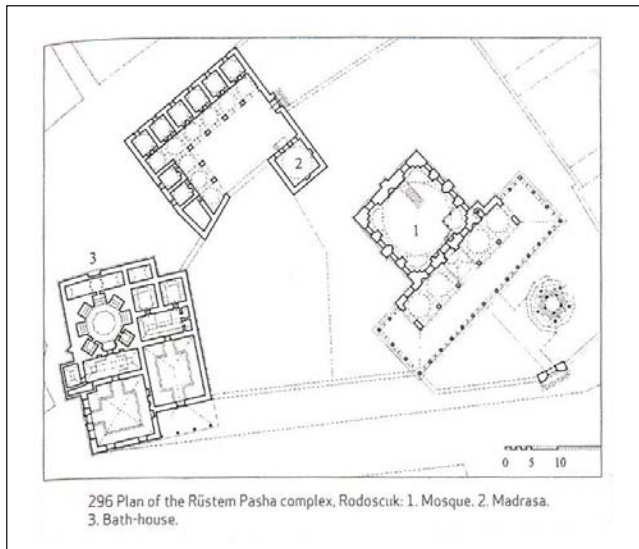 2
1
3
0 5 10
296 Plan of the Rüstem Pasha complex, Rodoscuk: 1. Mosque. 2. Madrasa.
3. Bath-house.